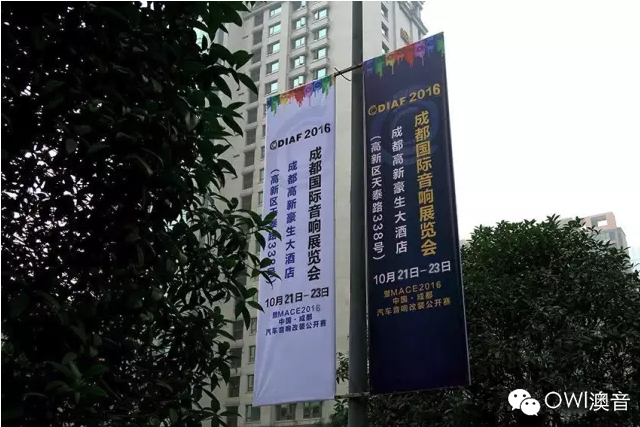 CDIAF 2016
成都国际音响展览会
成都高新豪生大酒店
(高新区天泰路338号)
10月21日-23日
暨MACE2016
中国·成都
汽车音响改装公开赛
CDIAF 2016
成都国际音响展览会
成都高新豪生大酒店
(高新区天泰路338号)
10月21日-23日
暨MACE2016
中国·成都
汽车音响改装公开赛
OWI澳音